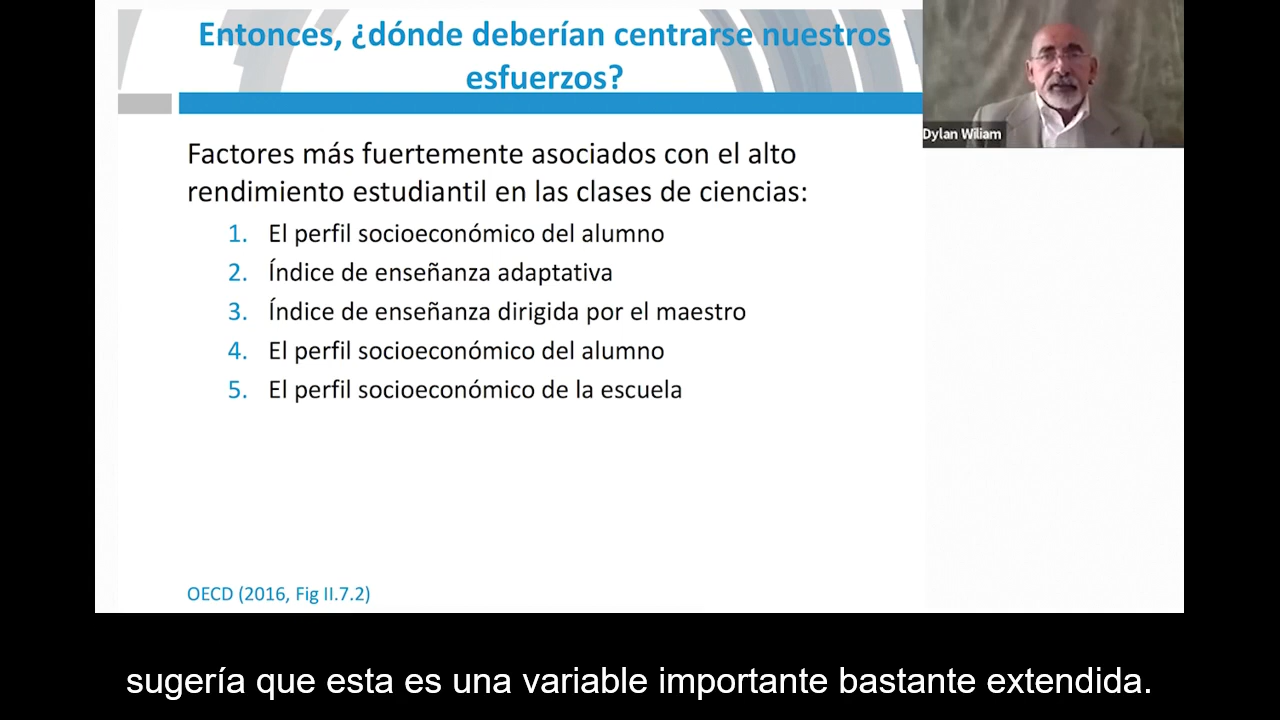 Entonces, ¿dónde deberían centrarse nuestros
esfuerzos?
Dylan Wiliam
Factores más fuertemente asociados con el alto
rendimiento estudiantil en las clases de ciencias:
1. El perfil socioeconómico del alumno
2. Índice de enseñanza adaptativa
3. Índice de enseñanza dirigida por el maestro
4. El perfil socioeconómico del alumno
5. El perfil socioeconómico de la escuela
OECD (2016, Fig II.7.2)
sugería que esta es una variable importante bastante extendida.